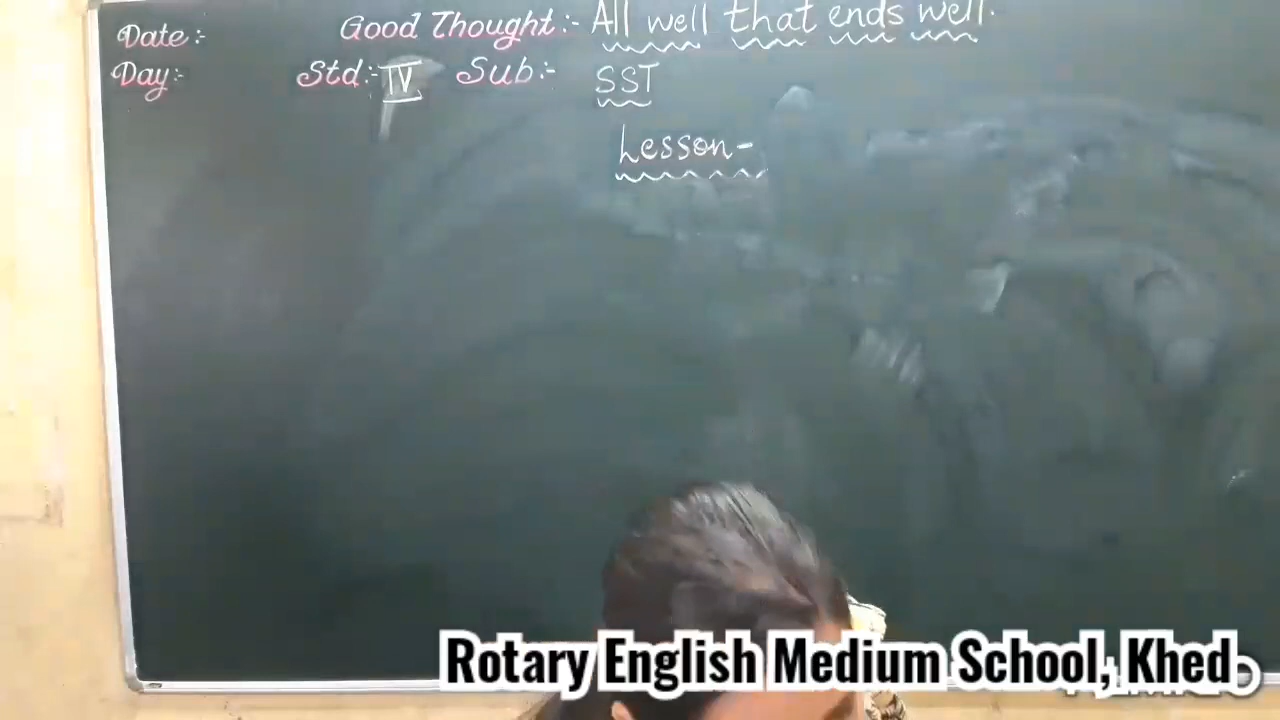 Date:- Good Thought:- All well that ends well.
Day:- Std:- IV Sub:- SST
Lesson-
Rotary English Medium School, Khed